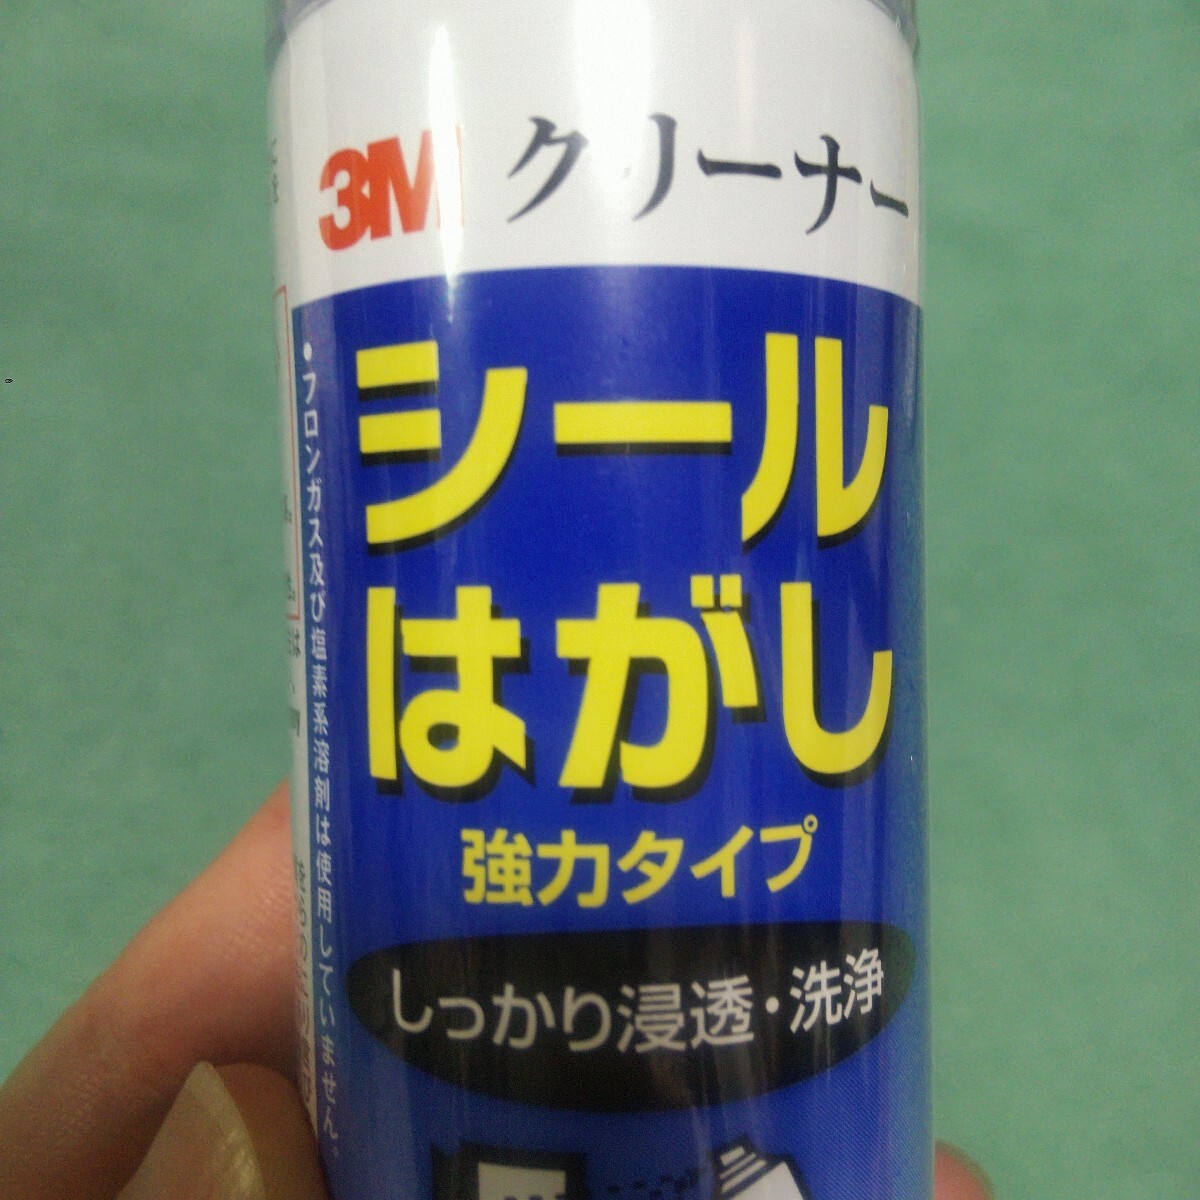 3M クリーナー
シール
はがし
強力タイプ
しっかり浸透・洗浄
●フロンガス及び塩素系溶剤は使用していません。